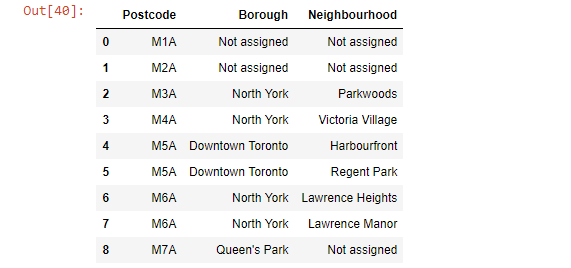 Out[40]:
Postcode Borough Neighbourhood
0 M1A Not assigned Not assigned
1 M2A Not assigned Not assigned
2 M3A North York Parkwoods
3 M4A North York Victoria Village
4 M5A Downtown Toronto Harbourfront
5 M5A Downtown Toronto Regent Park
6 M6A North York Lawrence Heights
7 M6A North York Lawrence Manor
8 M7A Queen's Park Not assigned